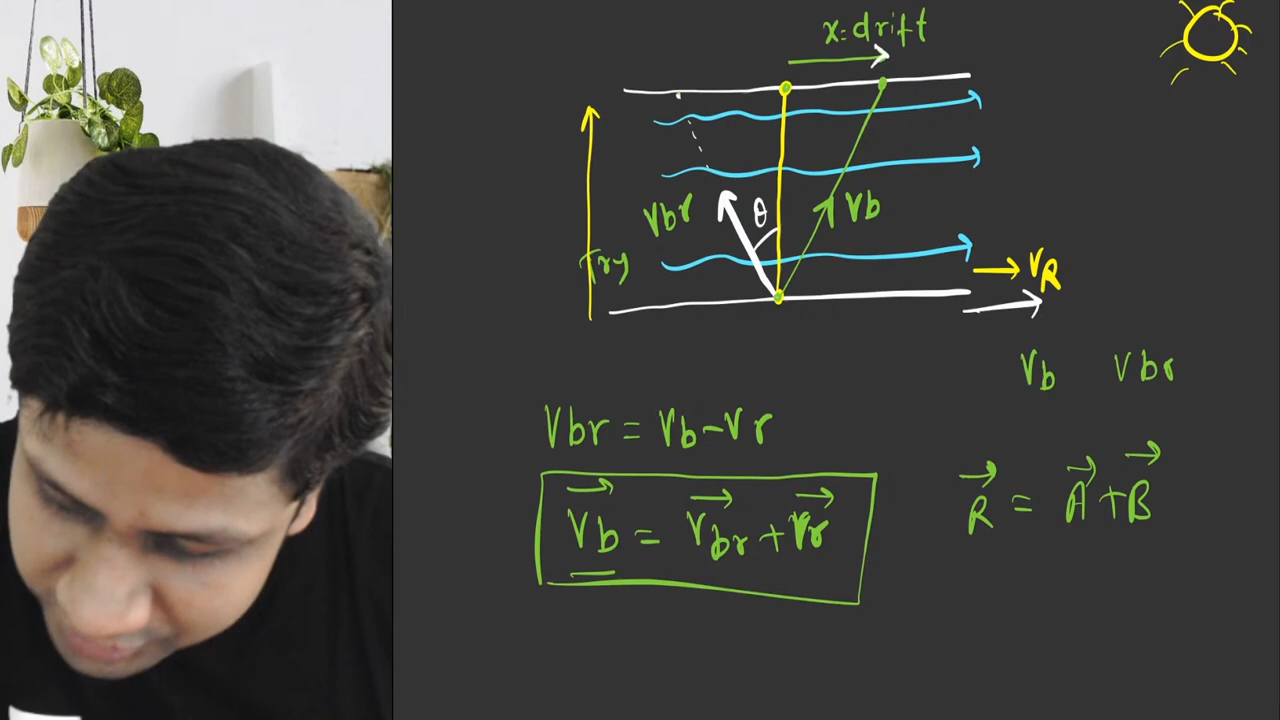 x=drift
Vbr θ Vb
Try
VR
Vb Vbr
Vbr = Vb-Vr
Vb = Vbr+Vr
R = A+B